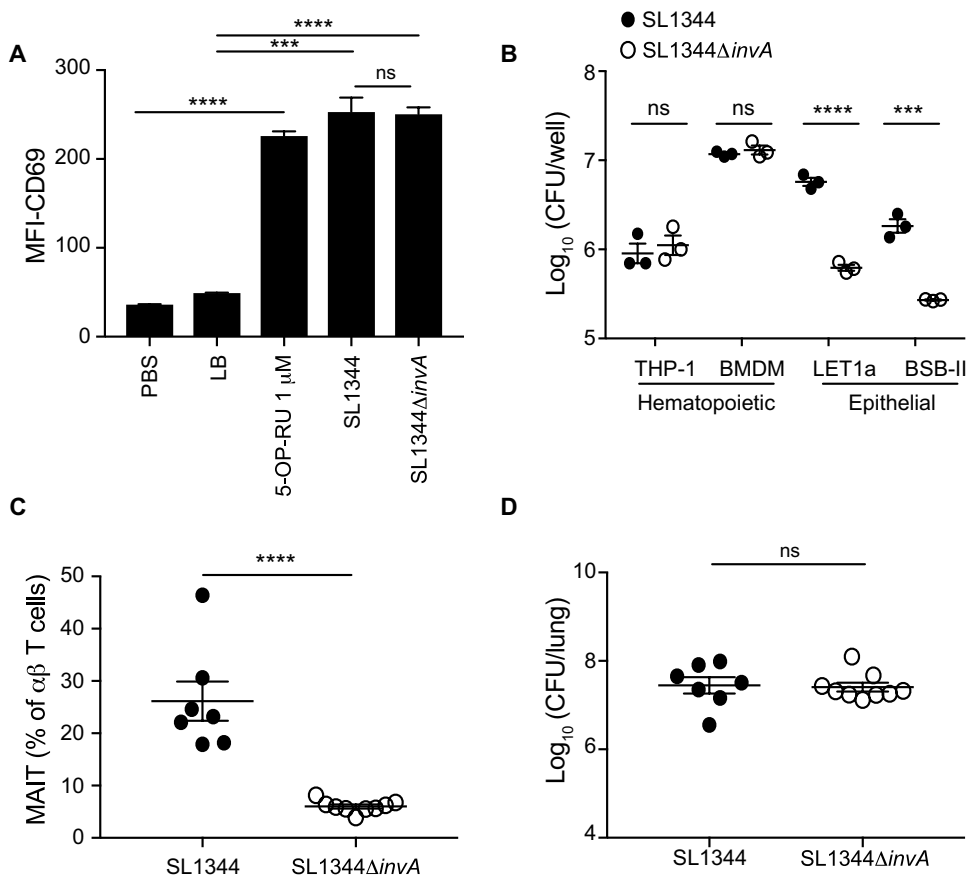 A
****
***
ns
****
MFI-CD69
300
200
100
0
PBS
LB
5-OP-RU 1 μM
SL1344
SL1344ΔinvA
B
SL1344
SL1344ΔinvA
ns
ns
****
***
Log10 (CFU/well)
8
7
6
5
THP-1 BMDM LET1a BSB-II
Hematopoietic Epithelial
C
****
MAIT (% of αβ T cells)
50
40
30
20
10
0
SL1344 SL1344ΔinvA
D
ns
Log10 (CFU/lung)
10
8
6
4
SL1344 SL1344ΔinvA